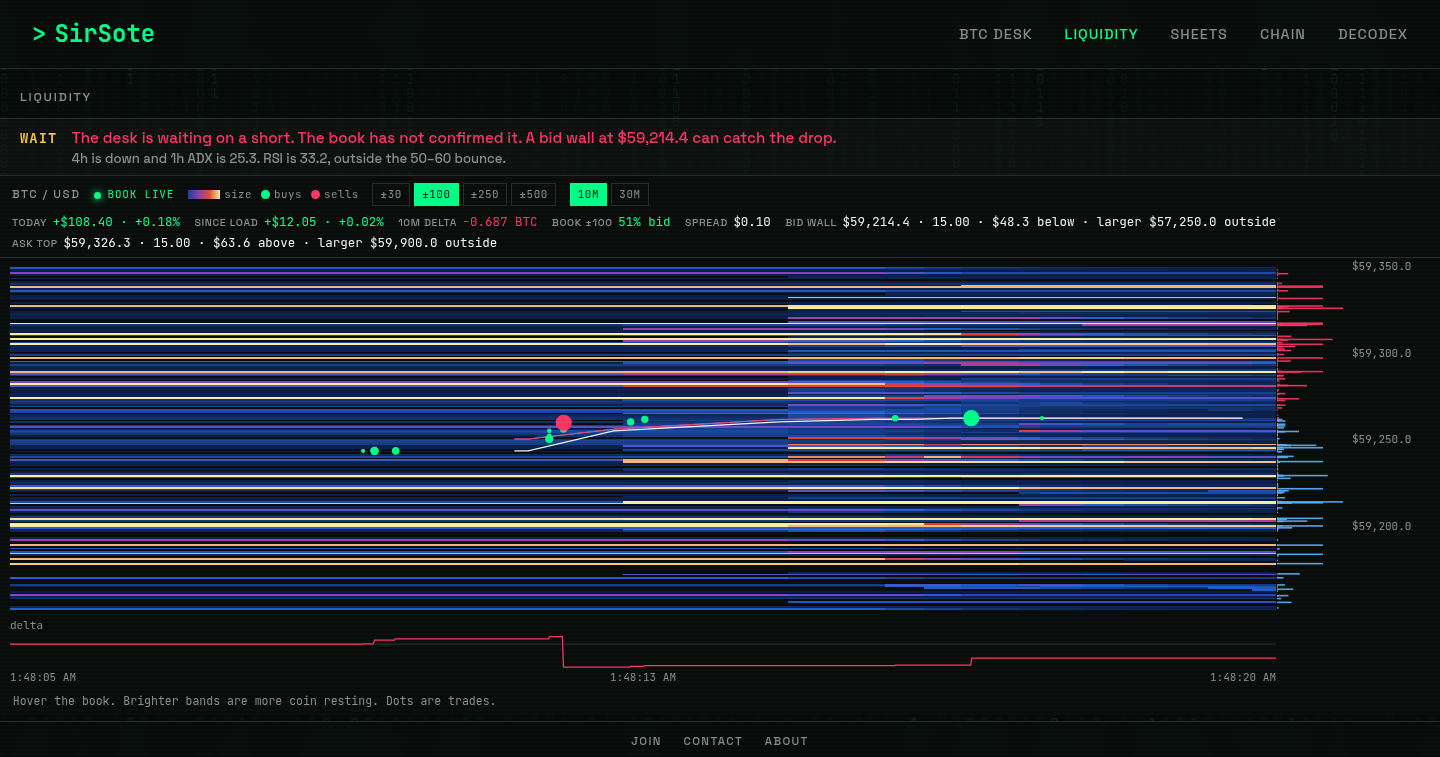 > SirSote
BTC DESK LIQUIDITY SHEETS CHAIN DECODEX
LIQUIDITY
WAIT The desk is waiting on a short. The book has not confirmed it. A bid wall at $59,214.4 can catch the drop.
4h is down and 1h ADX is 25.3. RSI is 33.2, outside the 50–60 bounce.
BTC / USD BOOK LIVE size buys sells ±30 ±100 ±250 ±500 10M 30M
TODAY +$108.40 · +0.18% SINCE LOAD +$12.05 · +0.02% 10M DELTA -0.687 BTC BOOK ±100 51% bid SPREAD $0.10 BID WALL $59,214.4 · 15.00 · $48.3 below · larger $57,250.0 outside
ASK TOP $59,326.3 · 15.00 · $63.6 above · larger $59,900.0 outside
$59,350.0
$59,300.0
$59,250.0
$59,200.0
delta
1:48:05 AM 1:48:13 AM 1:48:20 AM
Hover the book. Brighter bands are more coin resting. Dots are trades.
JOIN CONTACT ABOUT